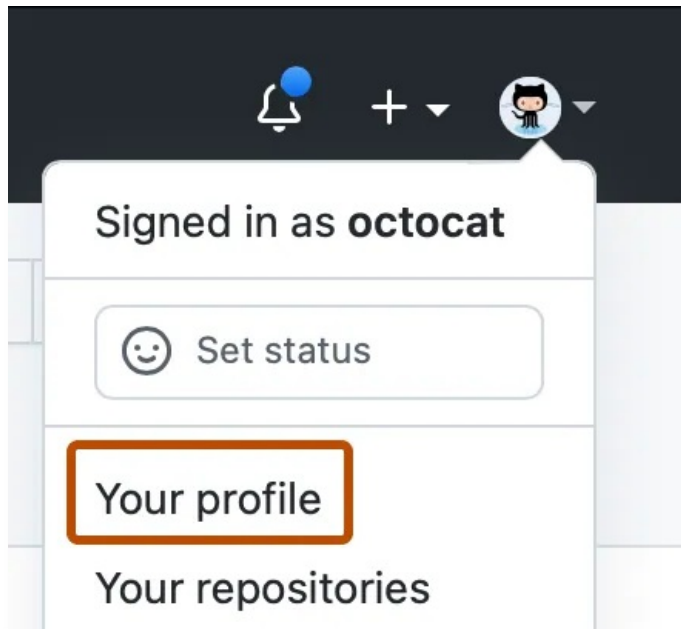 Signed in as octocat
Set status
Your profile
Your repositories